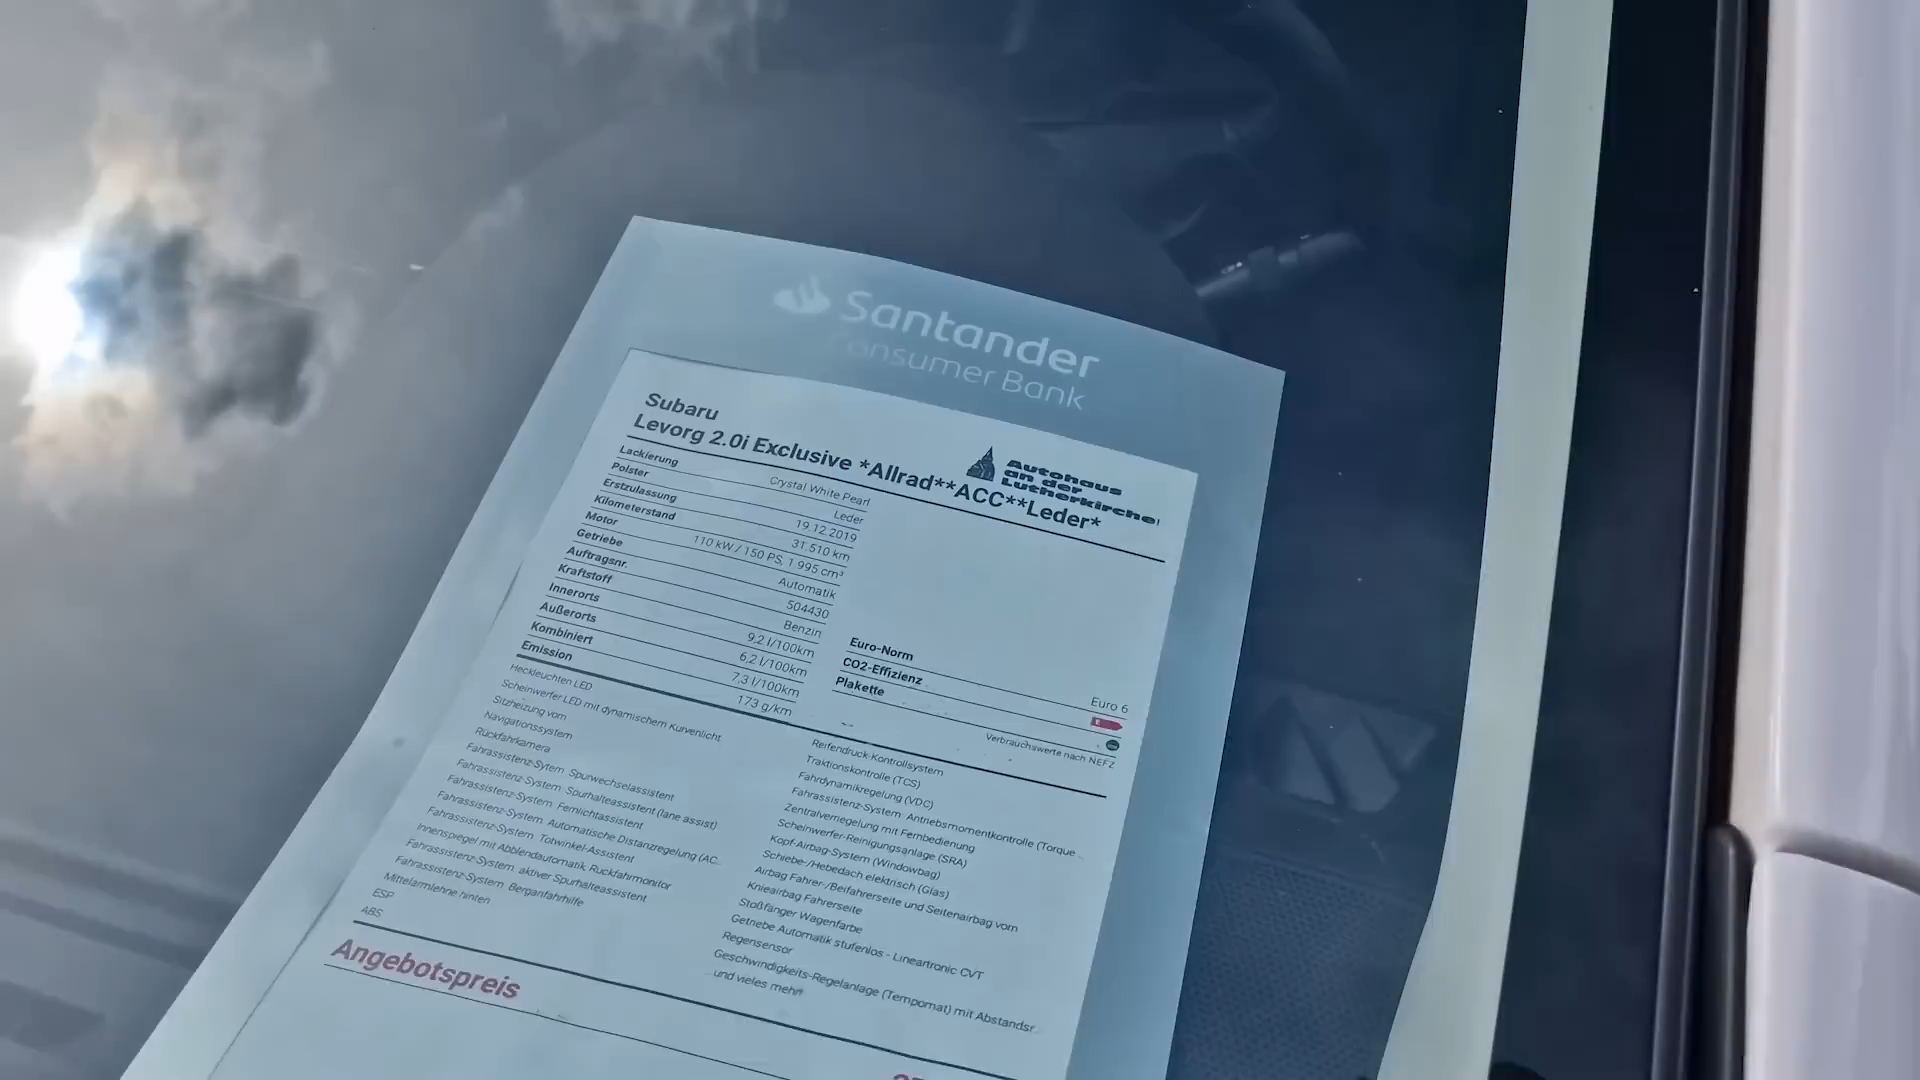 Santander
Consumer Bank
Subaru
Levorg 2.0i Exclusive *Allrad**ACC**Leder*
Autohaus
an der
Lutherkirche
Lackierung Crystal White Pearl
Polster Leder
Erstzulassung 19.12.2019
Kilometerstand 31.510 km
Motor 110 kW / 150 PS, 1.995 cm³
Getriebe Automatik
Auftragsnr. 504430
Kraftstoff Benzin
Innerorts 9,2 l/100km
Außerorts 6,2 l/100km
Kombiniert 7,3 l/100km
Emission 173 g/km
Euro-Norm Euro 6
CO2-Effizienz E
Plakette
Verbrauchswerte nach NEFZ
Heckleuchten LED
Scheinwerfer LED mit dynamischem Kurvenlicht
Sitzheizung vorn
Navigationssystem
Rückfahrkamera
Fahrassistenz-Sytem: Spurwechselassistent
Fahrassistenz-System: Spurhalteassistent (lane assist)
Fahrassistenz-System: Fernlichtassistent
Fahrassistenz-System: Automatische Distanzregelung (AC...
Fahrassistenz-System: Totwinkel-Assistent
Innenspiegel mit Abblendautomatik, Rückfahrmonitor
Fahrassistenz-System: aktiver Spurhalteassistent
Fahrassistenz-System: Berganfahrhilfe
Mittelarmlehne hinten
ESP
ABS
Reifendruck-Kontrollsystem
Traktionskontrolle (TCS)
Fahrdynamikregelung (VDC)
Fahrassistenz-System: Antriebsmomentkontrolle (Torque ...
Zentralverriegelung mit Fernbedienung
Scheinwerfer-Reinigungsanlage (SRA)
Kopf-Airbag-System (Windowbag)
Schiebe-/Hebedach elektrisch (Glas)
Airbag Fahrer-/Beifahrerseite und Seitenairbag vorn
Knieairbag Fahrerseite
Stoßfänger Wagenfarbe
Getriebe Automatik stufenlos - Lineartronic CVT
Regensensor
Geschwindigkeits-Regelanlage (Tempomat) mit Abstandsr...
und vieles mehr!
Angebotspreis